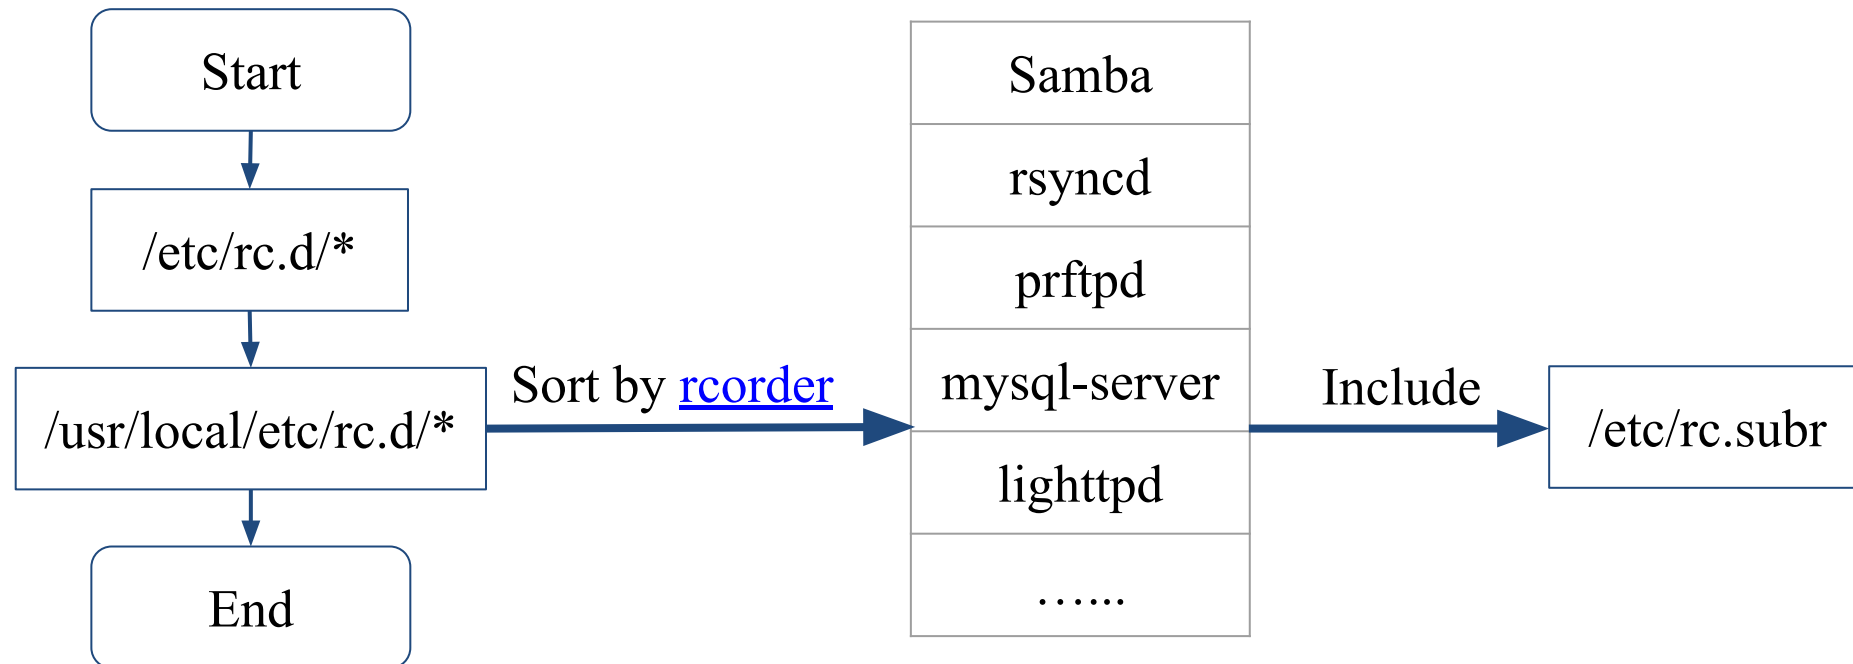 Start
/etc/rc.d/*
/usr/local/etc/rc.d/*
End
Sort by rcorder
Samba
rsyncd
prftpd
mysql-server
lighttpd
…...
Include
/etc/rc.subr